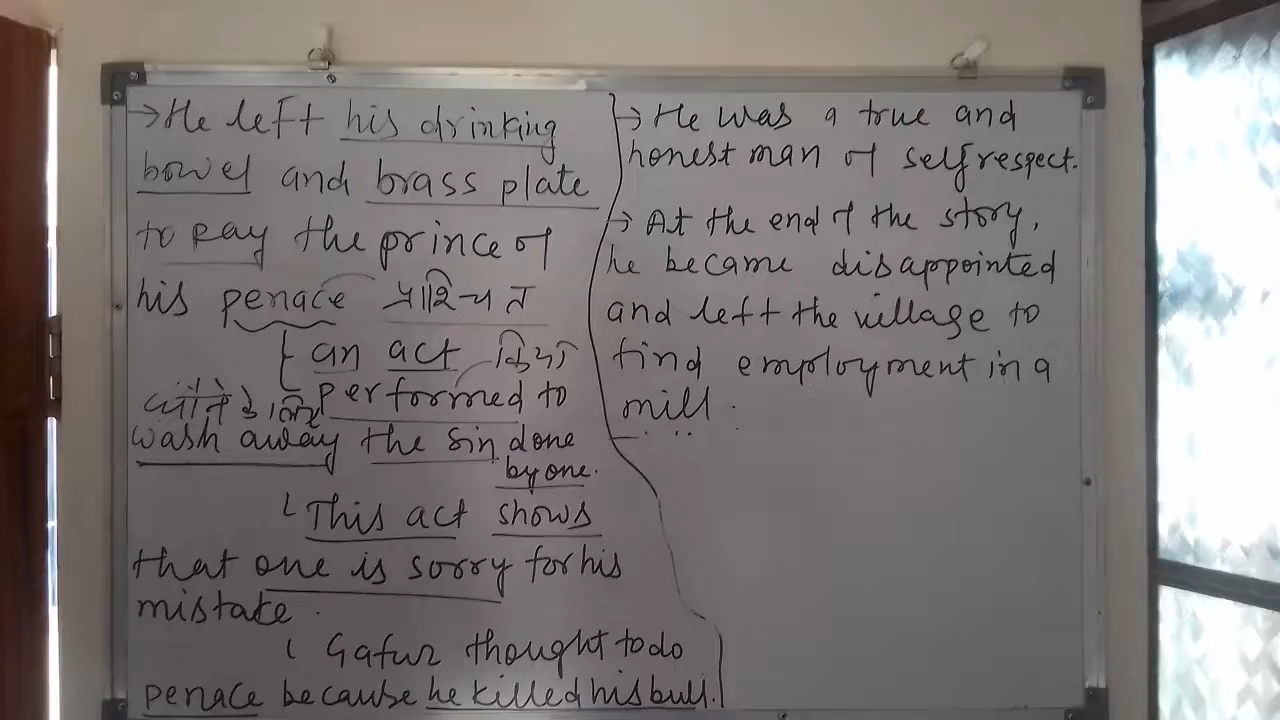 → He left his drinking
bowel and brass plate
to pay the prince of
his penace
an act
performed to
wash away the sin done
by one.
This act shows
that one is sorry for his
mistake.
Gafur thought to do
penace because he killed his bull.
→ He was a true and
honest man of self respect.
→ At the end of the story,
he became disappointed
and left the village to
find employment in a
mill.